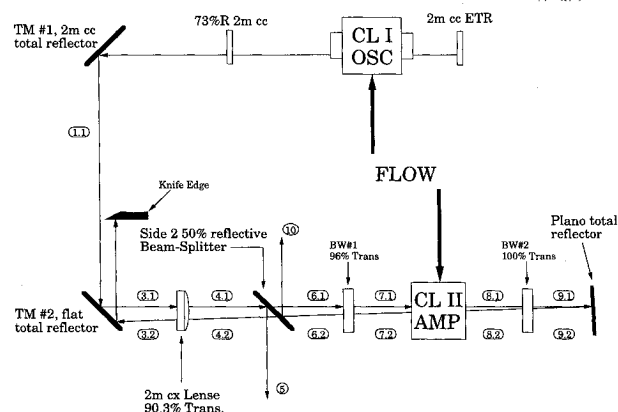 TM #1, 2m cc
total reflector
73%R 2m cc
CL I
OSC
2m cc ETR
1.1
FLOW
Knife Edge
Side 2 50% reflective
Beam-Splitter
10
BW#1
96% Trans
BW#2
100% Trans
Plano total
reflector
3.1
4.1
6.1
7.1
CL II
AMP
8.1
9.1
TM #2, flat
total reflector
3.2
4.2
6.2
7.2
8.2
9.2
5
2m cx Lense
90.3% Trans.